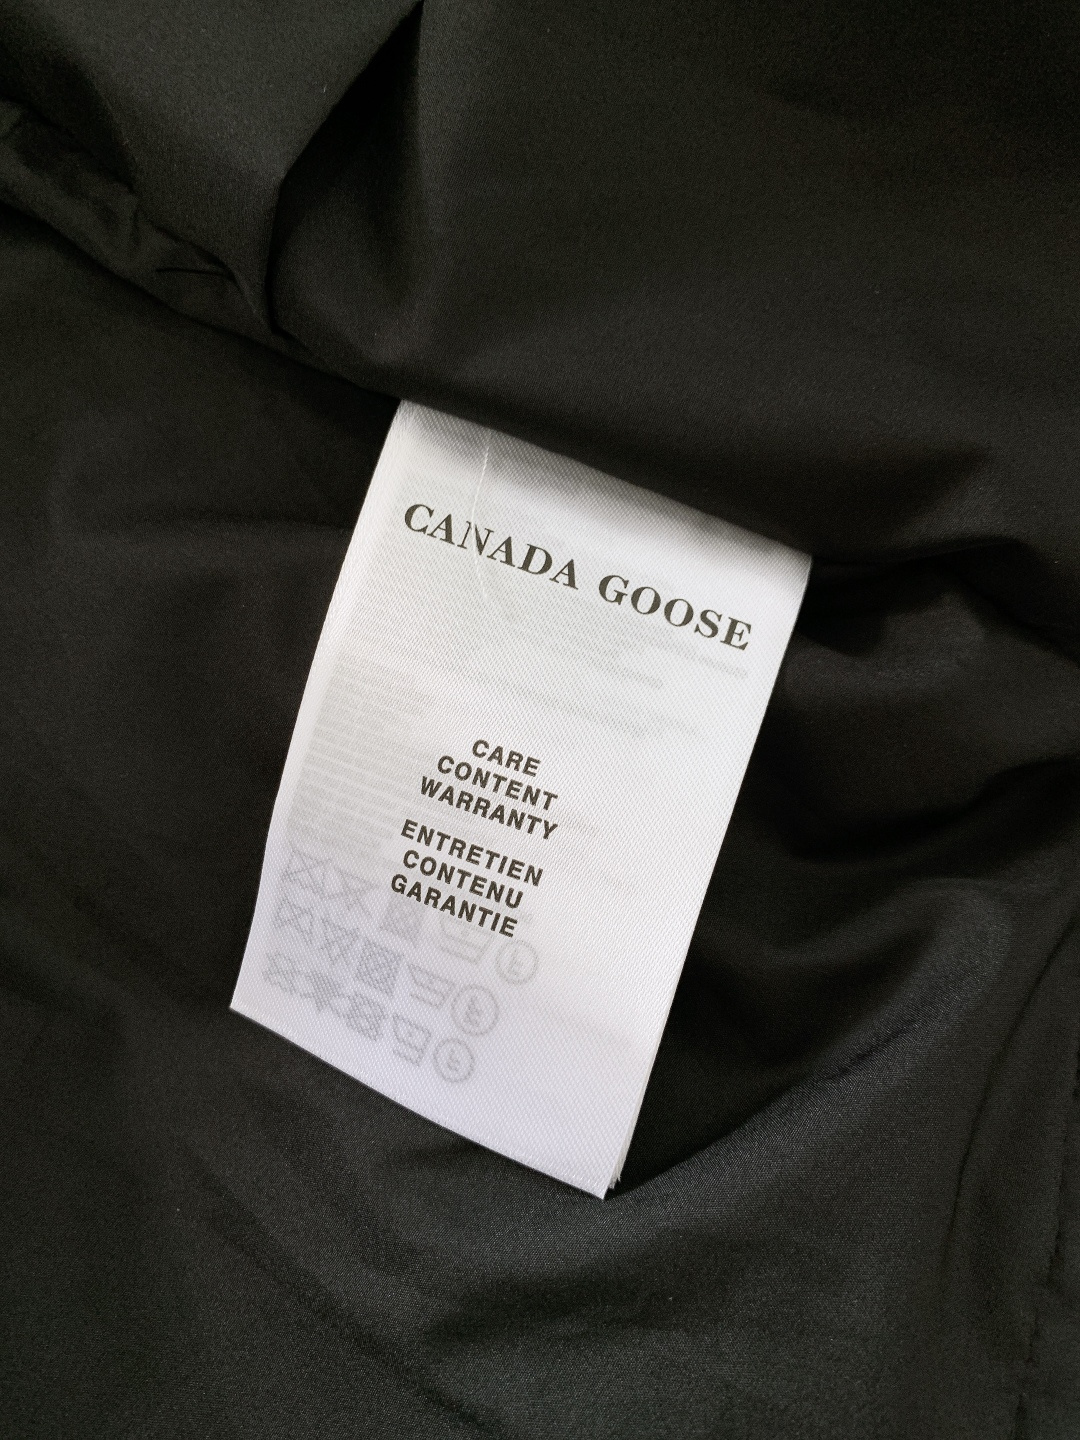 CANADA GOOSE
CARE
CONTENT
WARRANTY
ENTRETIEN
CONTENU
GARANTIE